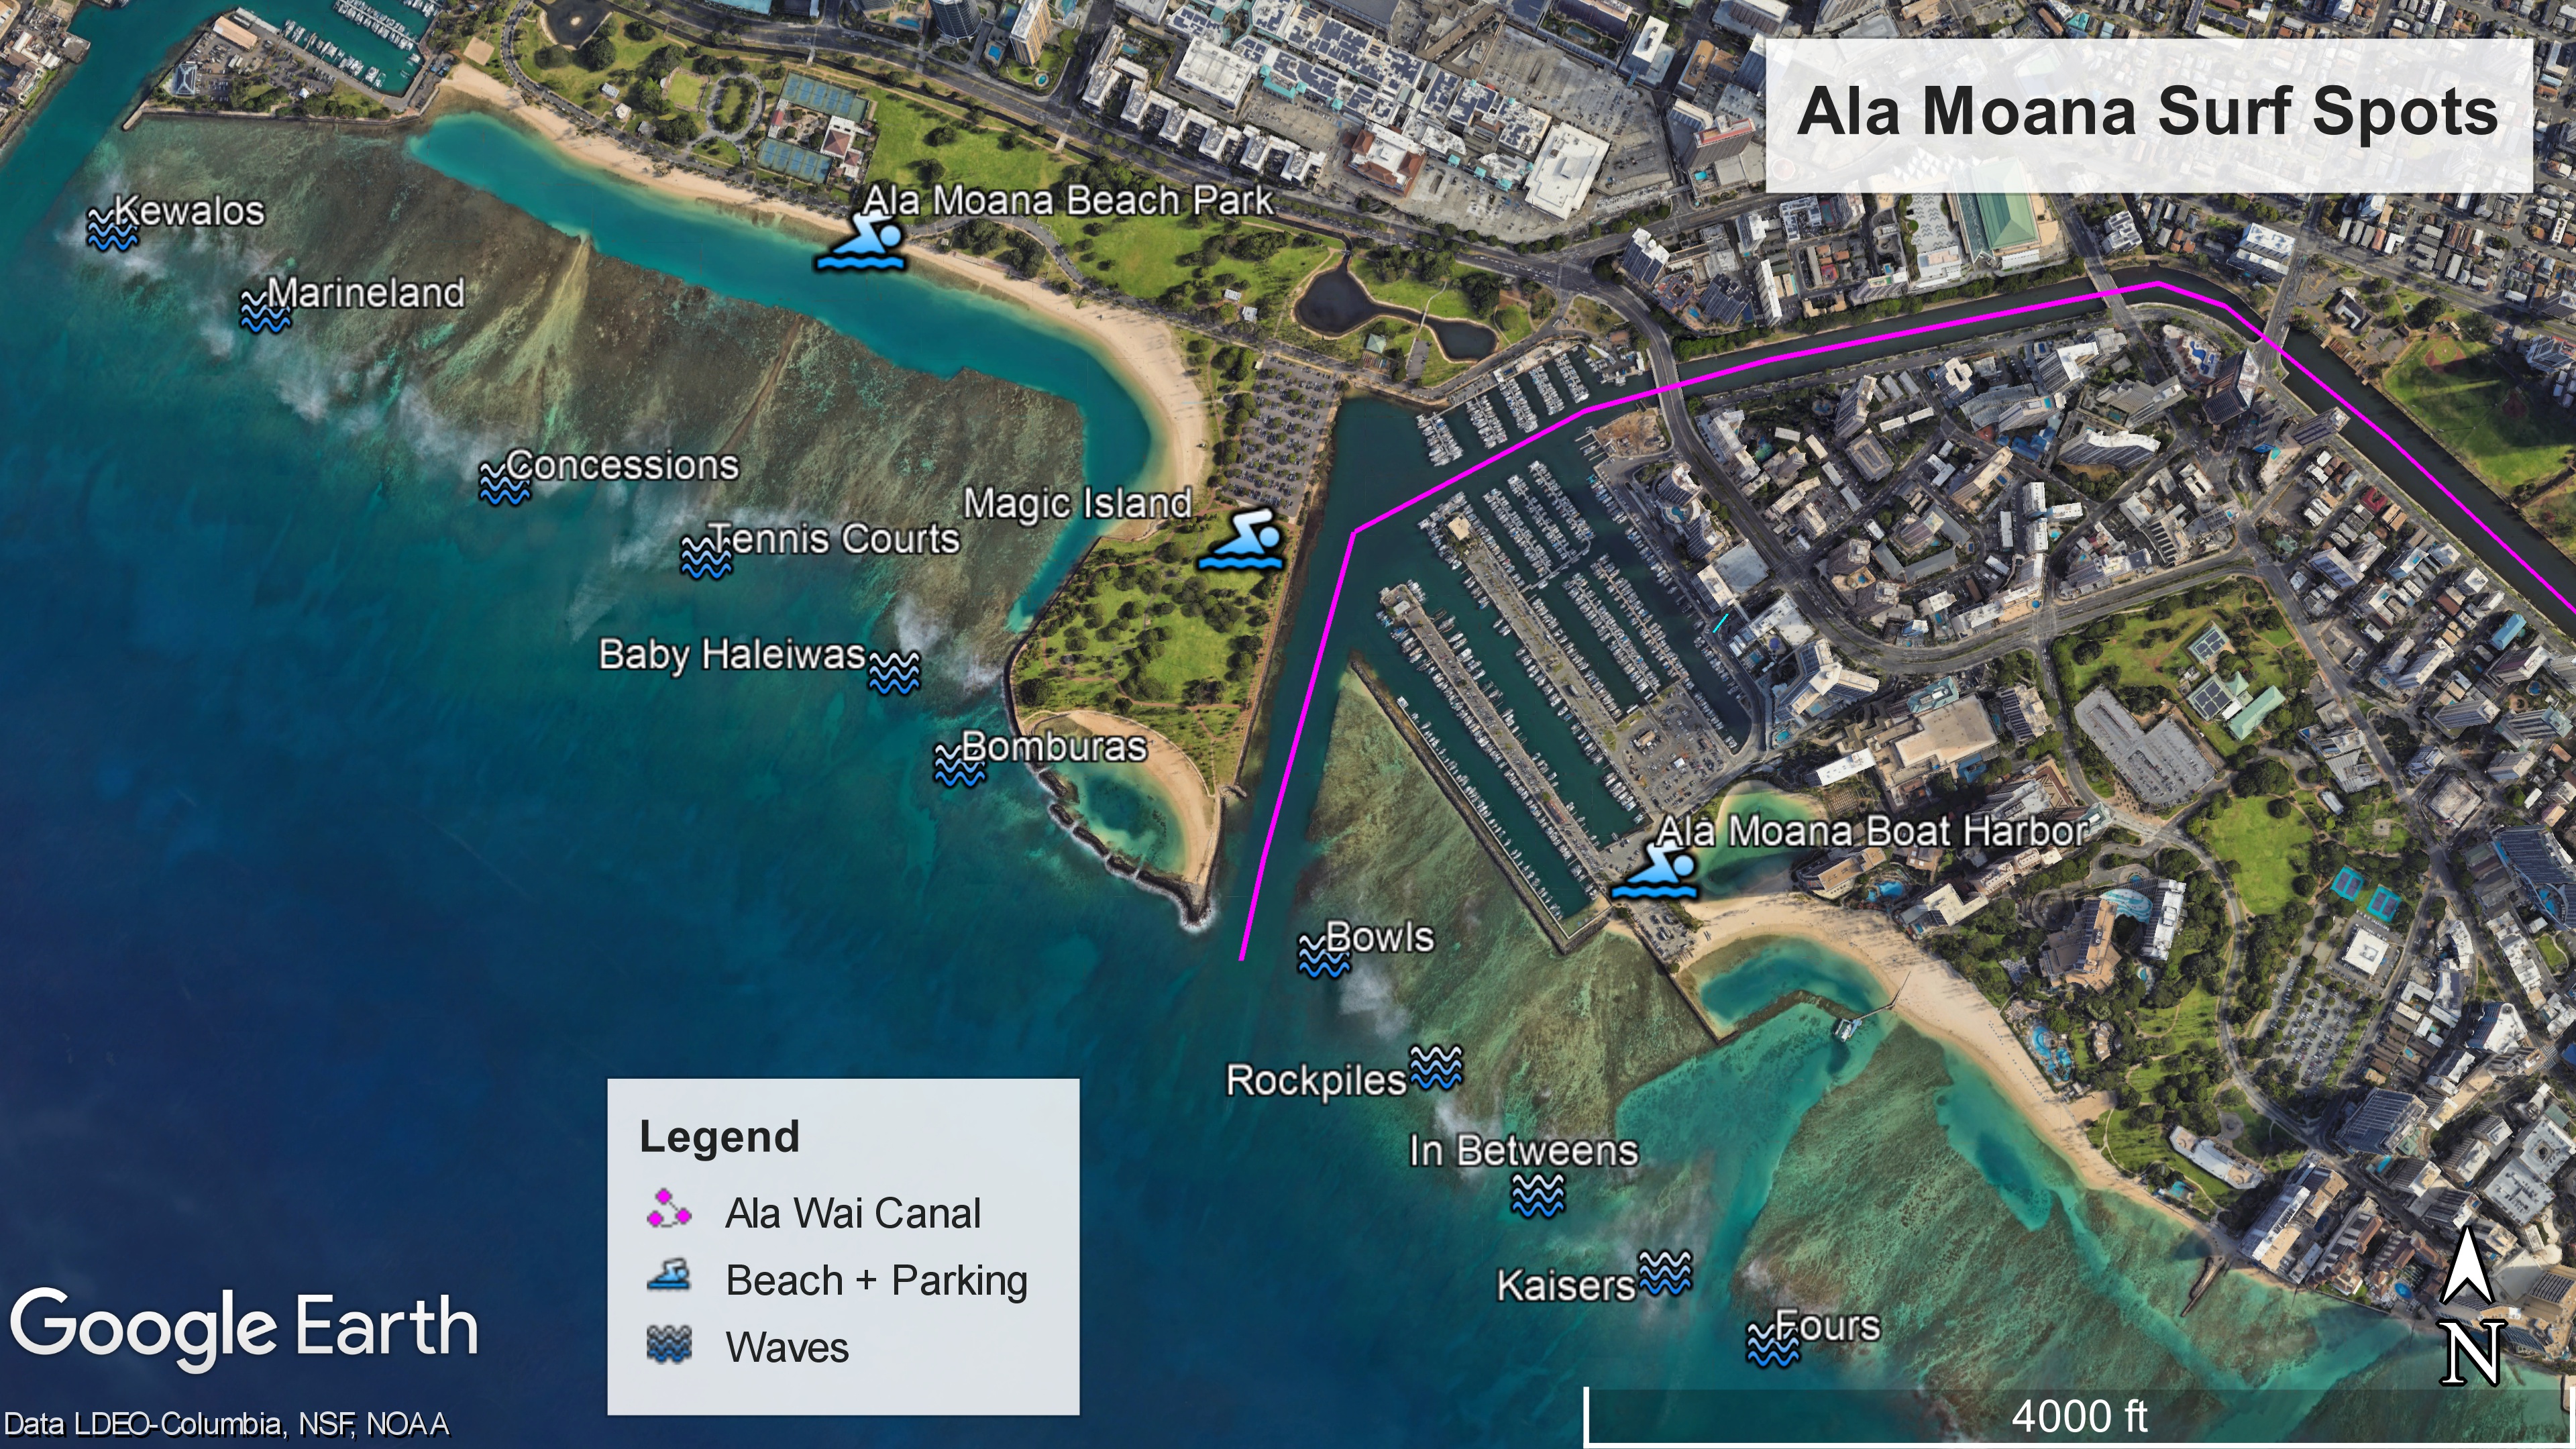 Ala Moana Surf Spots
Ala Moana Beach Park
Kewalos
Marineland
Concessions
Magic Island
Tennis Courts
Baby Haleiwas
Bomburas
Ala Moana Boat Harbor
Bowls
Rockpiles
In Betweens
Kaisers
Fours
Legend
Ala Wai Canal
Beach + Parking
Waves
Google Earth
Data LDEO-Columbia, NSF, NOAA
N
4000 ft